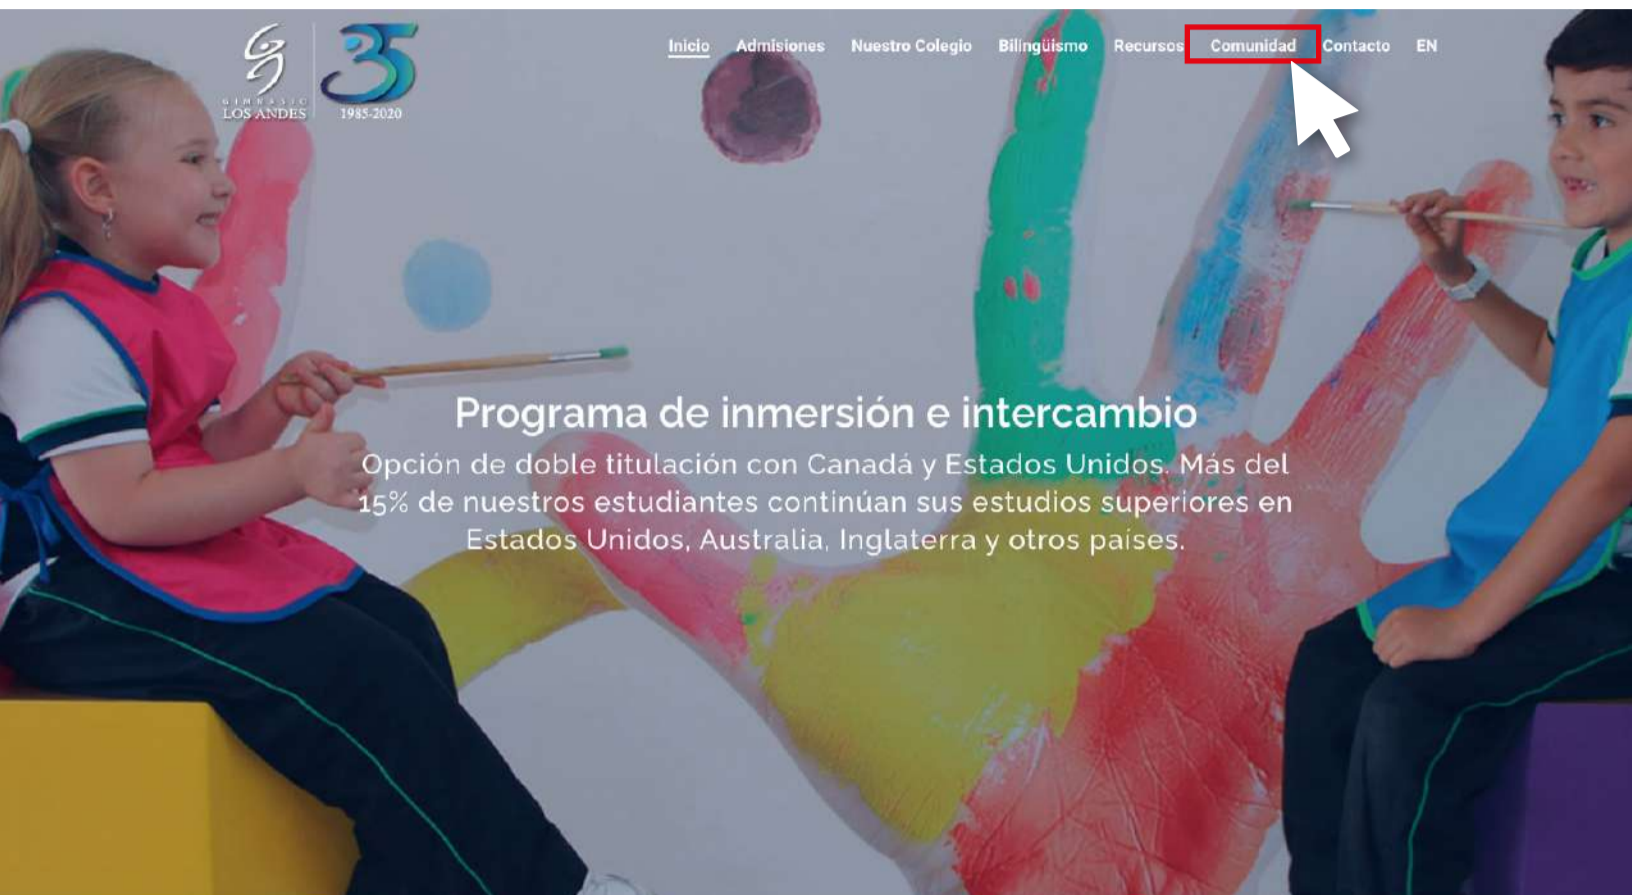 GIMNASIO
LOS ANDES
35
1985-2020
Inicio Admisiones Nuestro Colegio Bilingüismo Recursos Comunidad Contacto EN
Programa de inmersión e intercambio
Opción de doble titulación con Canadá y Estados Unidos. Más del
15% de nuestros estudiantes continúan sus estudios superiores en
Estados Unidos, Australia, Inglaterra y otros países.